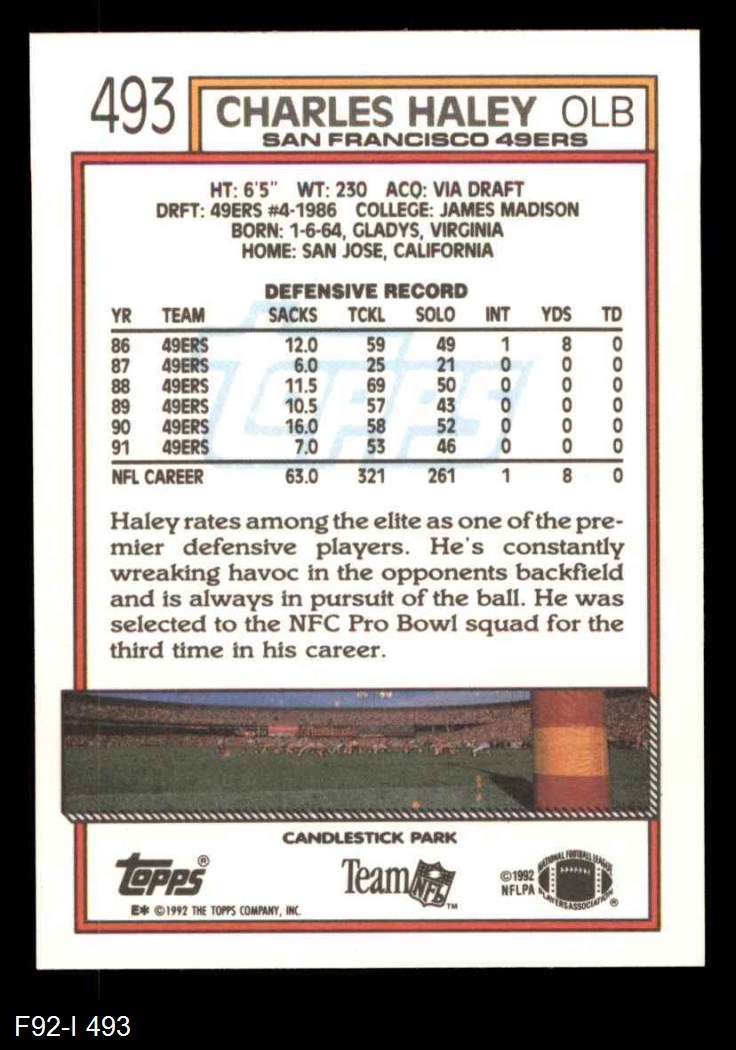 493 CHARLES HALEY OLB
SAN FRANCISCO 49ERS
HT: 6'5" WT: 230 ACQ: VIA DRAFT
DRFT: 49ERS #4-1986 COLLEGE: JAMES MADISON
BORN: 1-6-64, GLADYS, VIRGINIA
HOME: SAN JOSE, CALIFORNIA
DEFENSIVE RECORD
YR TEAM SACKS TCKL SOLO INT YDS TD
86 49ERS 12.0 59 49 1 8 0
87 49ERS 6.0 25 21 0 0 0
88 49ERS 11.5 69 50 0 0 0
89 49ERS 10.5 57 43 0 0 0
90 49ERS 16.0 58 52 0 0 0
91 49ERS 7.0 53 46 0 0 0
NFL CAREER 63.0 321 261 1 8 0
TOPPS
Haley rates among the elite as one of the pre-
mier defensive players. He's constantly
wreaking havoc in the opponents backfield
and is always in pursuit of the ball. He was
selected to the NFC Pro Bowl squad for the
third time in his career.
CANDLESTICK PARK
TOPPS®
Team NFL™
©1992
NFLPA
NATIONAL FOOTBALL LEAGUE
PLAYERS ASSOCIATION ®
E* ©1992 THE TOPPS COMPANY, INC.
F92-I 493